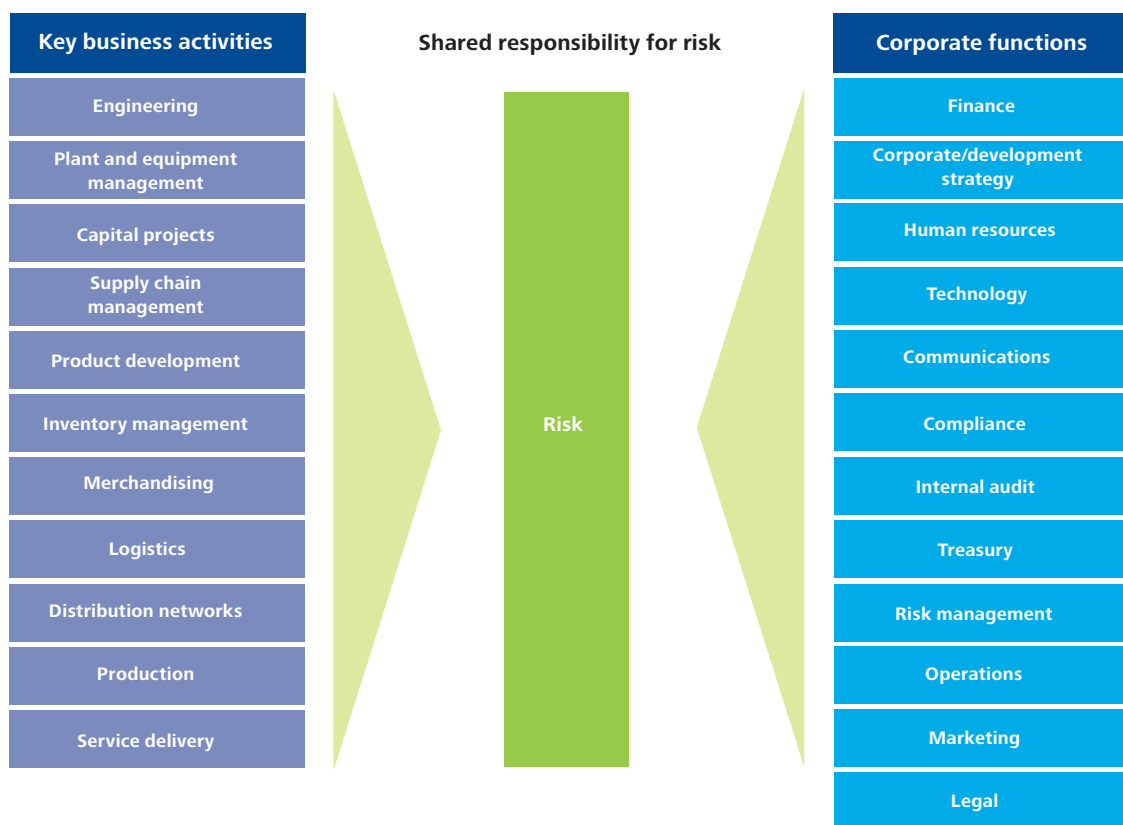 Key business activities
Engineering
Plant and equipment
management
Capital projects
Supply chain
management
Product development
Inventory management
Merchandising
Logistics
Distribution networks
Production
Service delivery
Shared responsibility for risk
Risk
Corporate functions
Finance
Corporate/development
strategy
Human resources
Technology
Communications
Compliance
Internal audit
Treasury
Risk management
Operations
Marketing
Legal